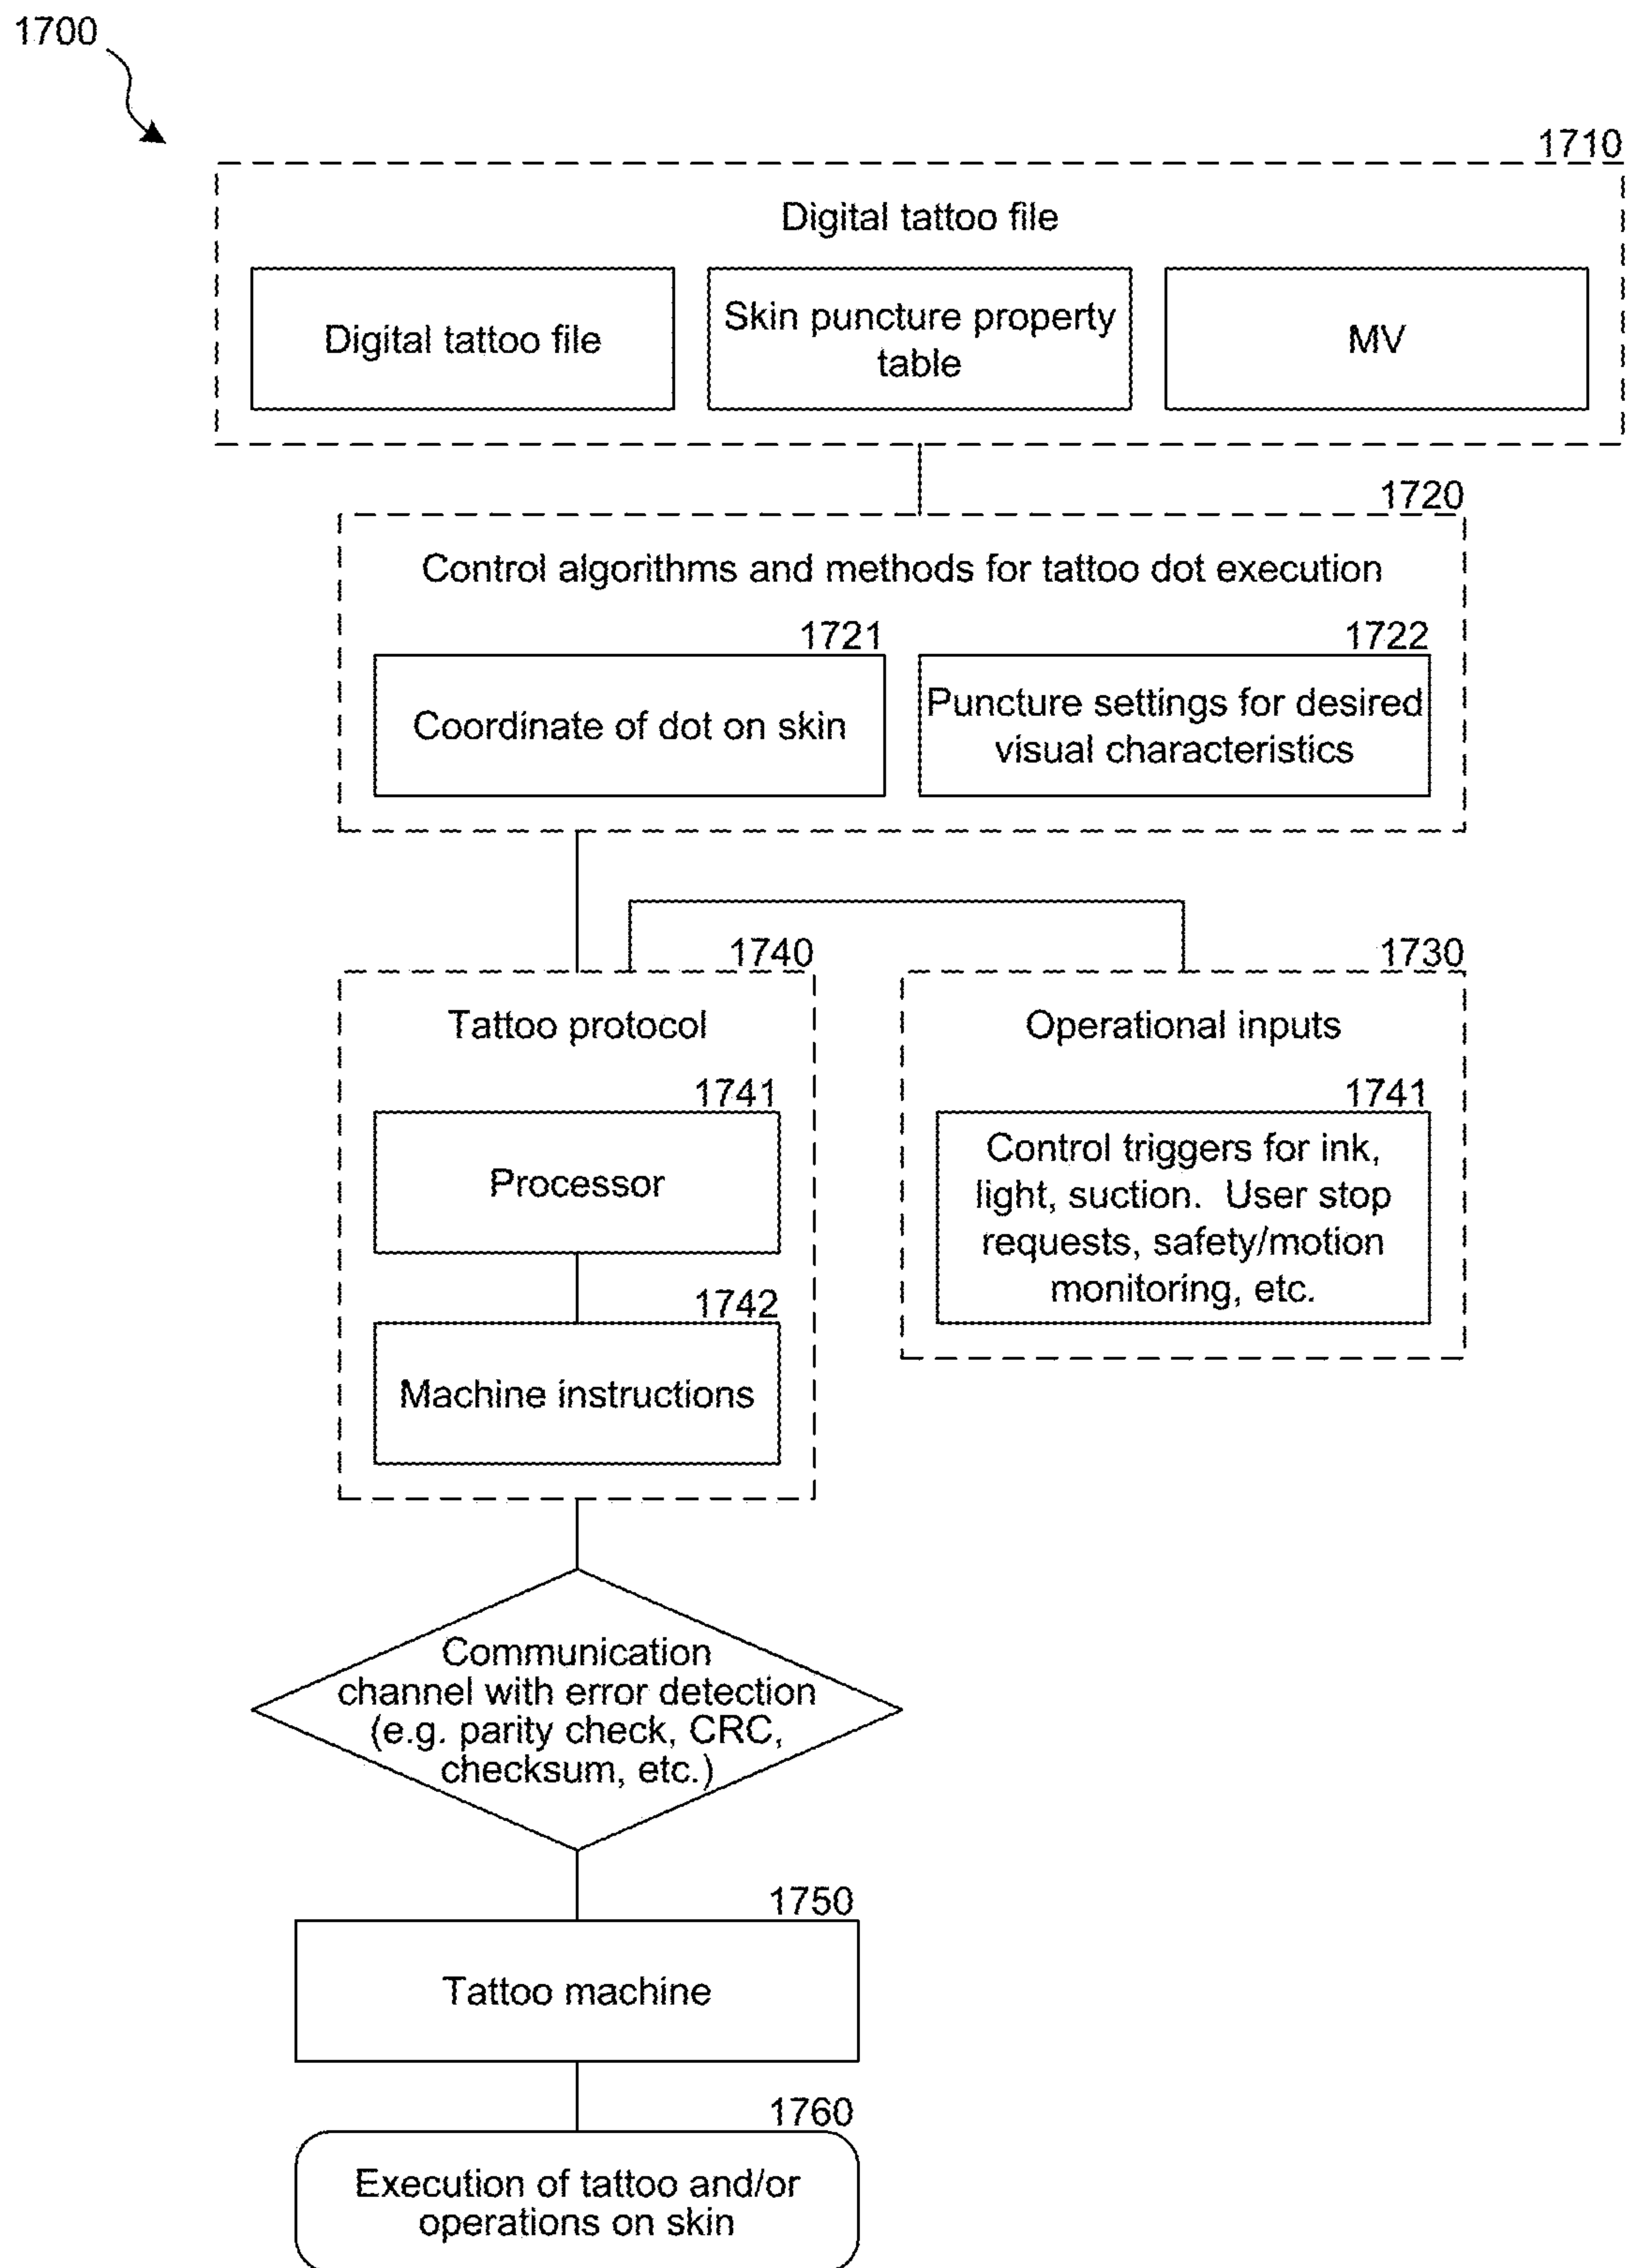 1700
1710
Digital tattoo file
Digital tattoo file
Skin puncture property
table
MV
1720
Control algorithms and methods for tattoo dot execution
1721
Coordinate of dot on skin
1722
Puncture settings for desired
visual characteristics
1740
Tattoo protocol
1741
Processor
1742
Machine instructions
1730
Operational inputs
1741
Control triggers for ink,
light, suction. User stop
requests, safety/motion
monitoring, etc.
Communication
channel with error detection
(e.g. parity check, CRC,
checksum, etc.)
1750
Tattoo machine
1760
Execution of tattoo and/or
operations on skin